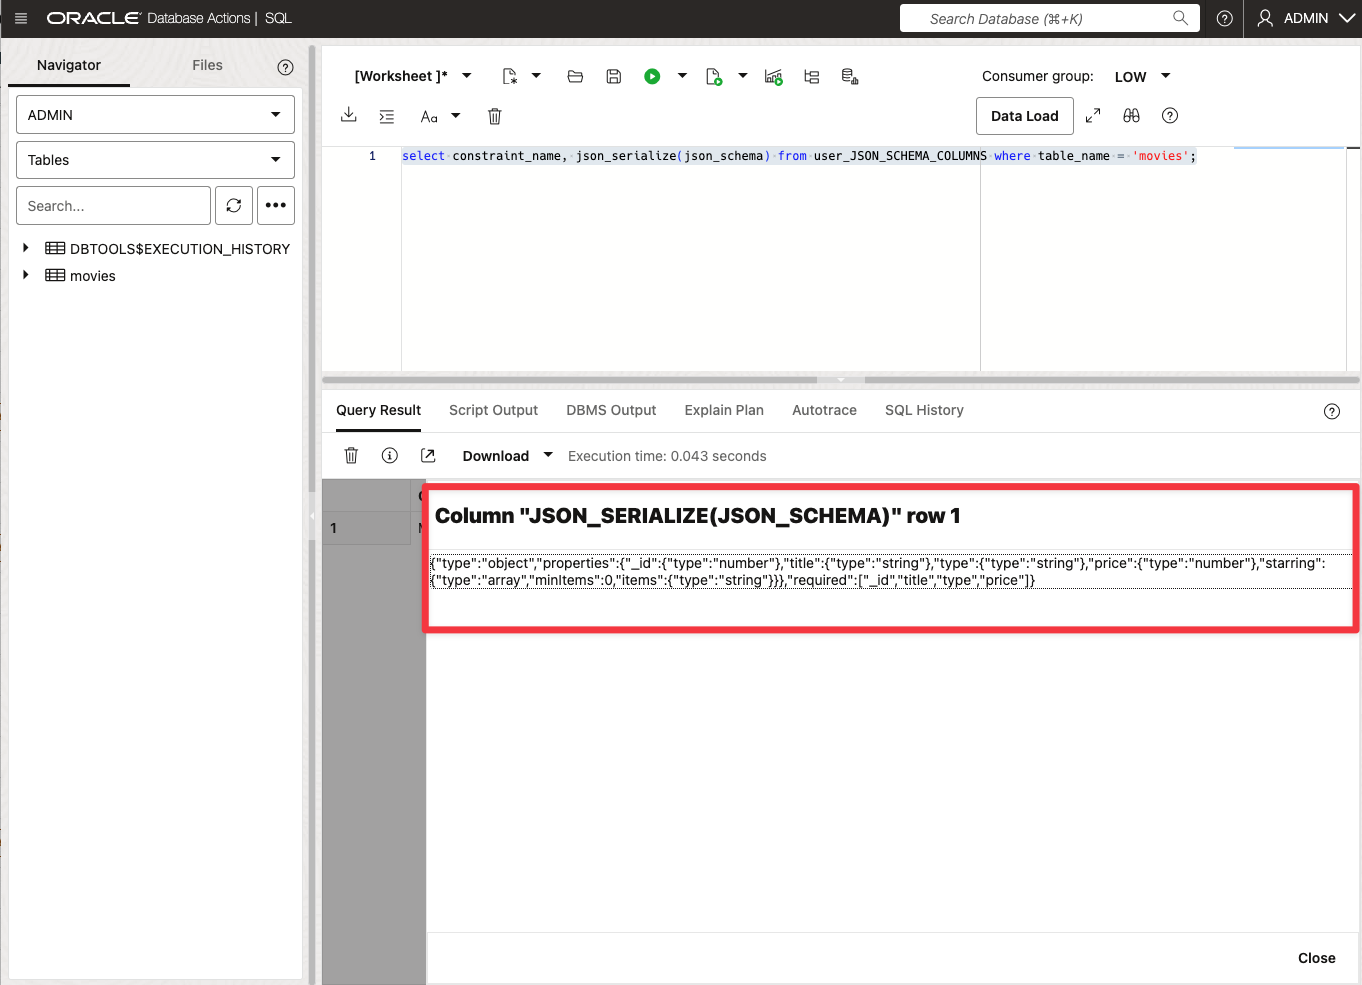 ORACLE Database Actions | SQL
Search Database (⌘+K)
ADMIN
Navigator
Files
ADMIN
Tables
Search...
DBTOOLS$EXECUTION_HISTORY
movies
[Worksheet ]*
Consumer group:
LOW
Aa
Data Load
1
select constraint_name, json_serialize(json_schema) from user_JSON_SCHEMA_COLUMNS where table_name = 'movies';
Query Result
Script Output
DBMS Output
Explain Plan
Autotrace
SQL History
Download
Execution time: 0.043 seconds
1
Column "JSON_SERIALIZE(JSON_SCHEMA)" row 1
{"type":"object","properties":{"_id":{"type":"number"},"title":{"type":"string"},"type":{"type":"string"},"price":{"type":"number"},"starring":
{"type":"array","minItems":0,"items":{"type":"string"}}},"required":["_id","title","type","price"]}
Close